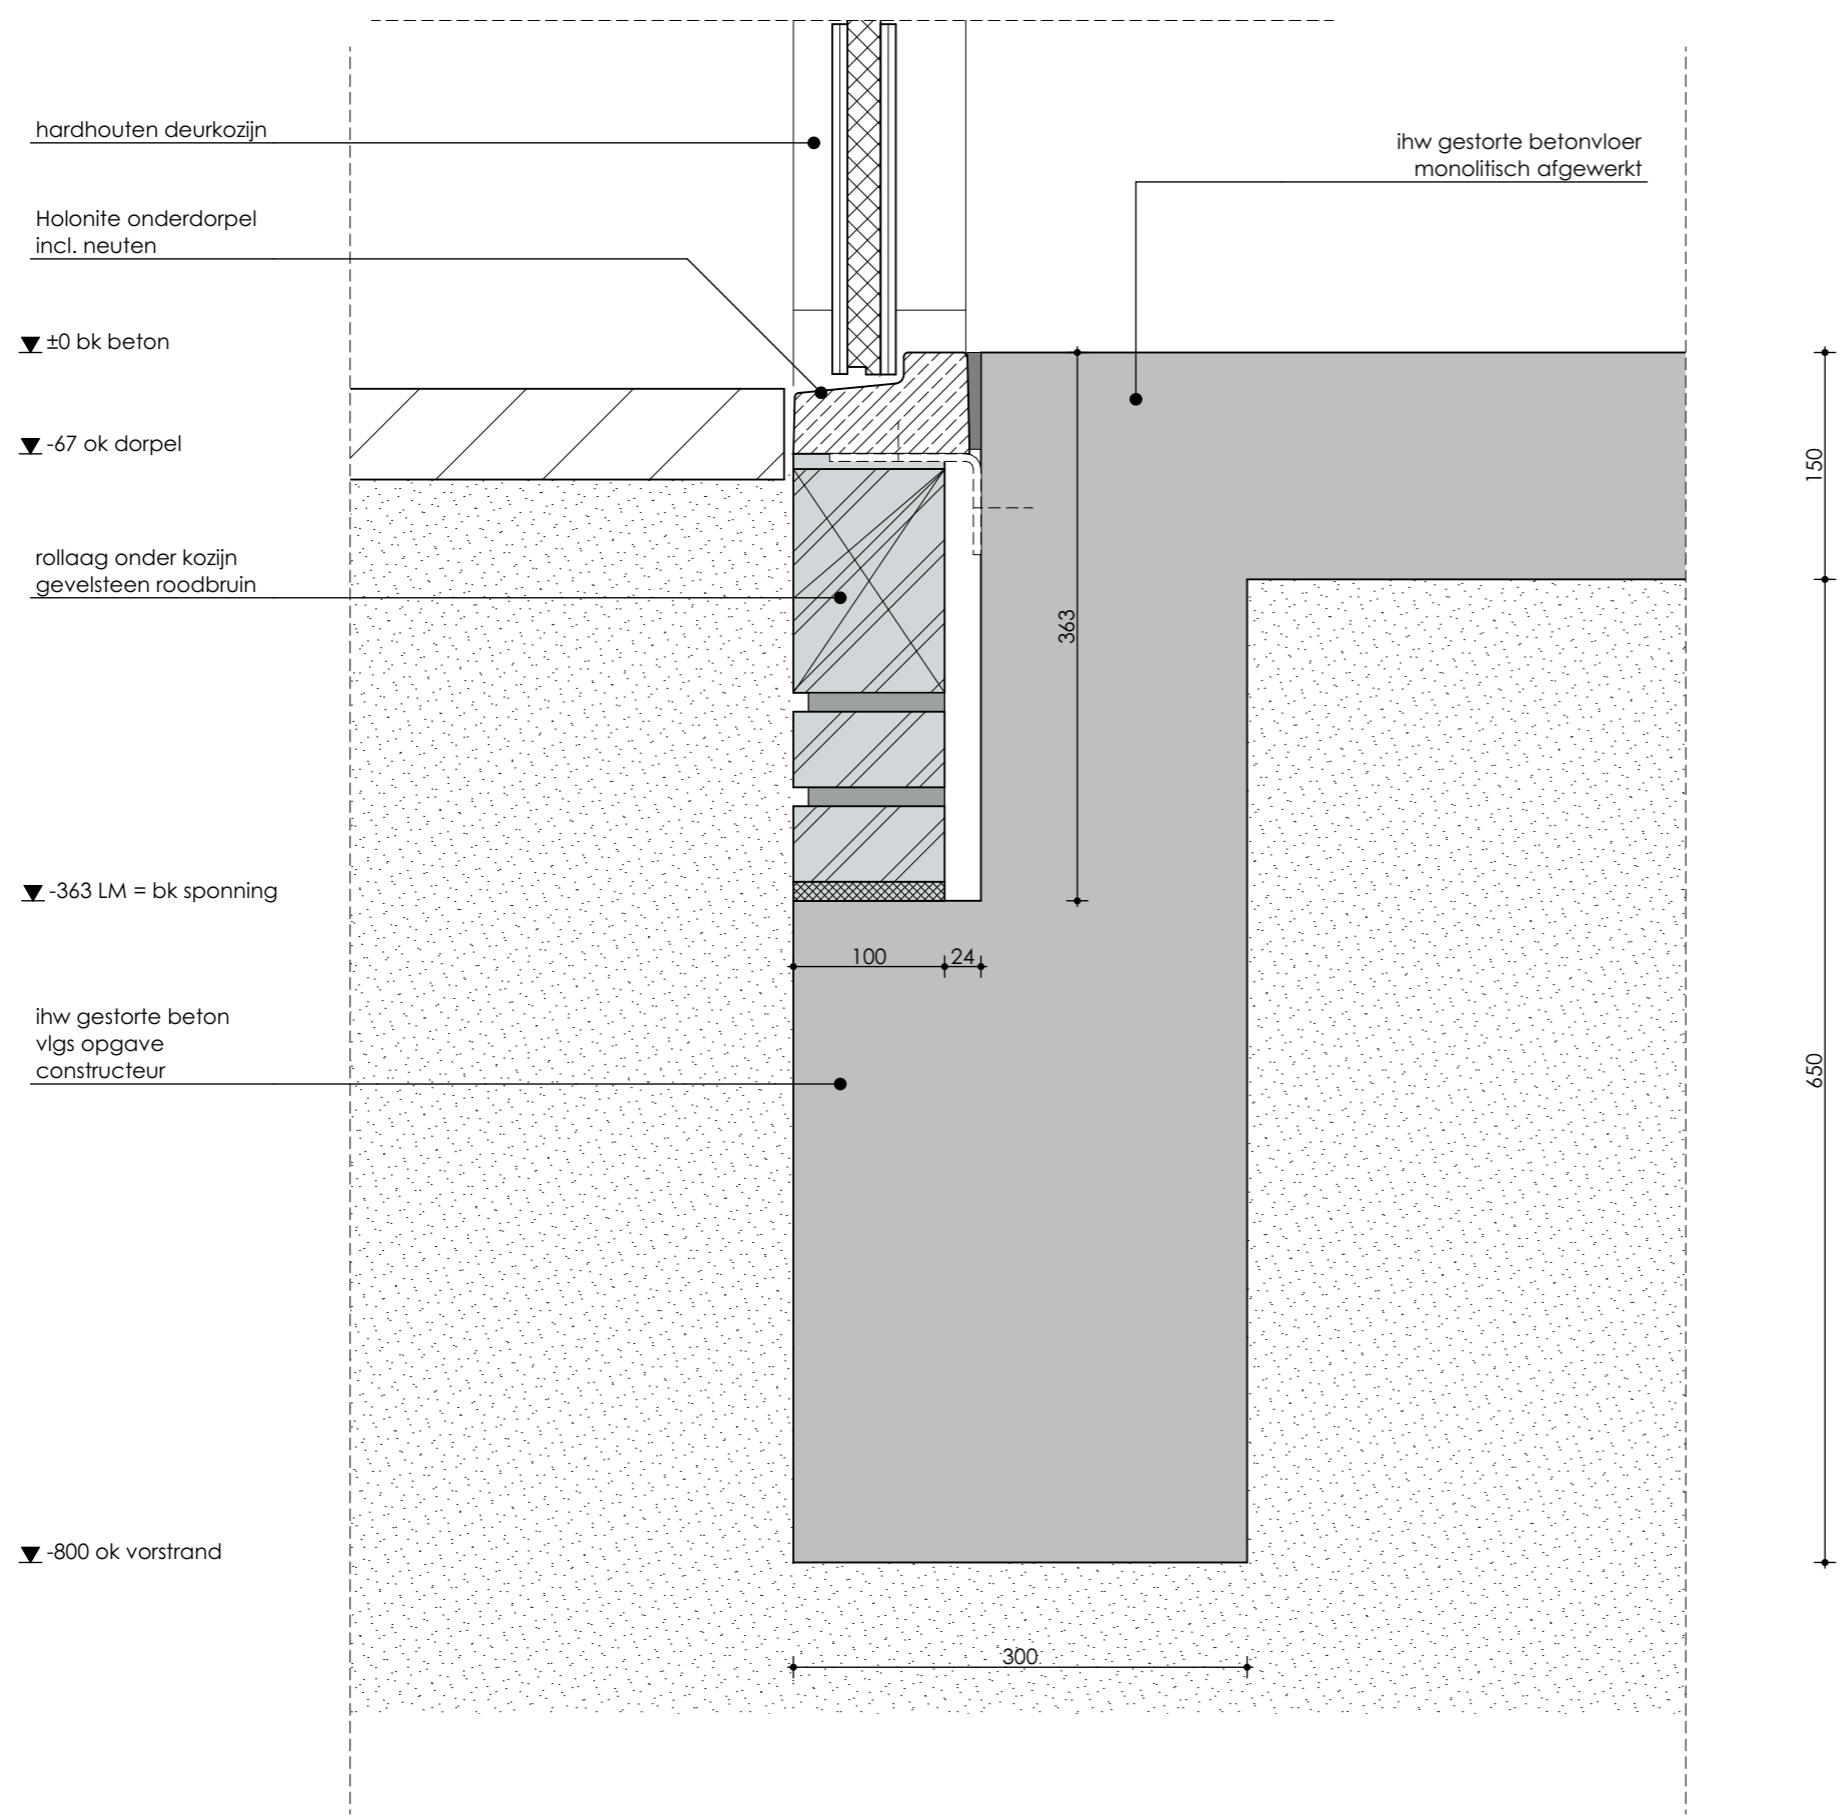 hardhouten deurkozijn
ihw gestorte betonvloer
monolitisch afgewerkt
Holonite onderdorpel
incl. neuten
±0 bk beton
-67 ok dorpel
150
rollaag onder kozijn
gevelsteen roodbruin
363
-363 LM = bk sponning
100
24
ihw gestorte beton
vlgs opgave
constructeur
650
-800 ok vorstrand
300